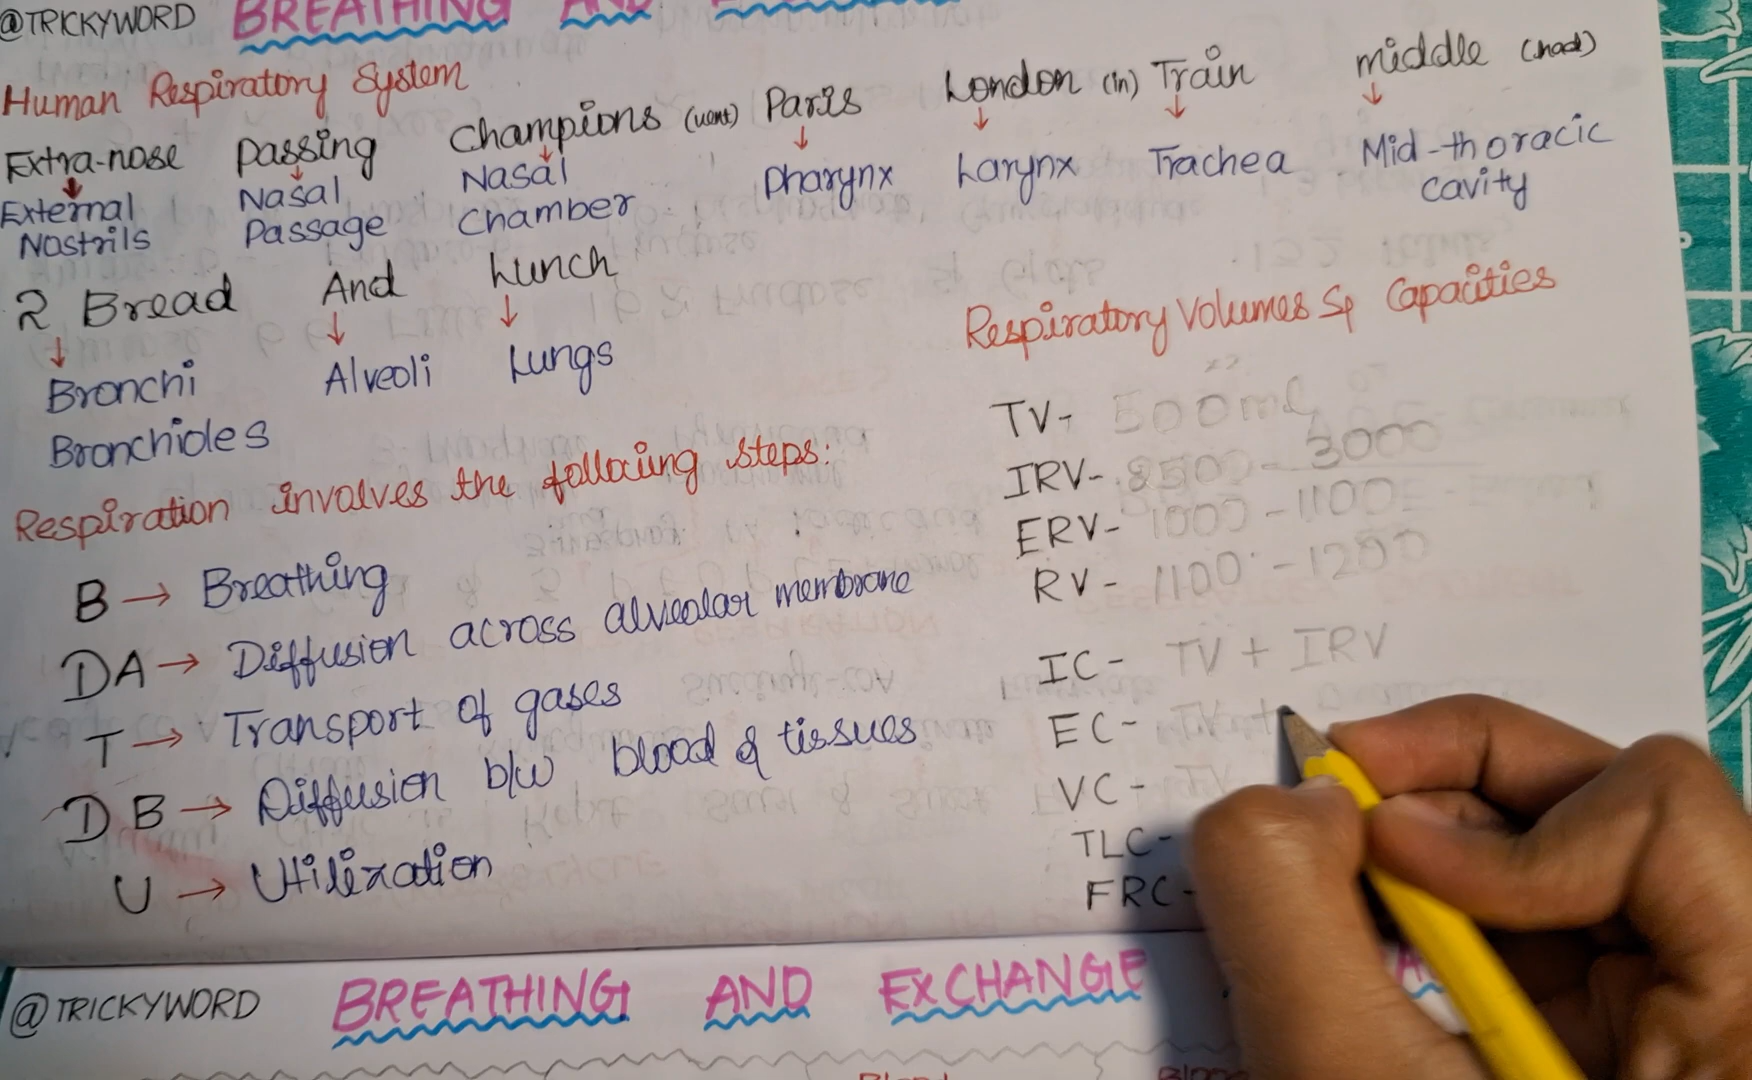 @TRICKYWORD BREATHING AND
Human Respiratory System
Extra-nose Passing Champions (went) Paris London (in) Train middle (had)
External Nostrils
Nasal Passage
Nasal Chamber
Pharynx
Larynx
Trachea
Mid-thoracic cavity
2 Bread And Lunch
Bronchi Alveoli Lungs
Bronchioles
Respiration involves the following steps:
B → Breathing
DA → Diffusion across alveolar membrane
T → Transport of gases
DB → Diffusion b/w blood & tissues
U → Utilization
Respiratory Volumes & Capacities
TV- 500ml
IRV- 2500-3000
ERV- 1000-1100
RV- 1100-1200
IC- TV + IRV
EC-
VC-
TLC-
FRC-
@TRICKYWORD BREATHING AND EXCHANGE